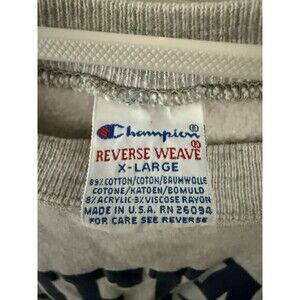 Champion®
REVERSE WEAVE®
X-LARGE
89% COTTON/COTON/BAUMWOLLE
COTONE/KATOEN/BOMULD
8% ACRYLIC·3% VISCOSE RAYON
MADE IN U.S.A. RN 26094
FOR CARE SEE REVERSE